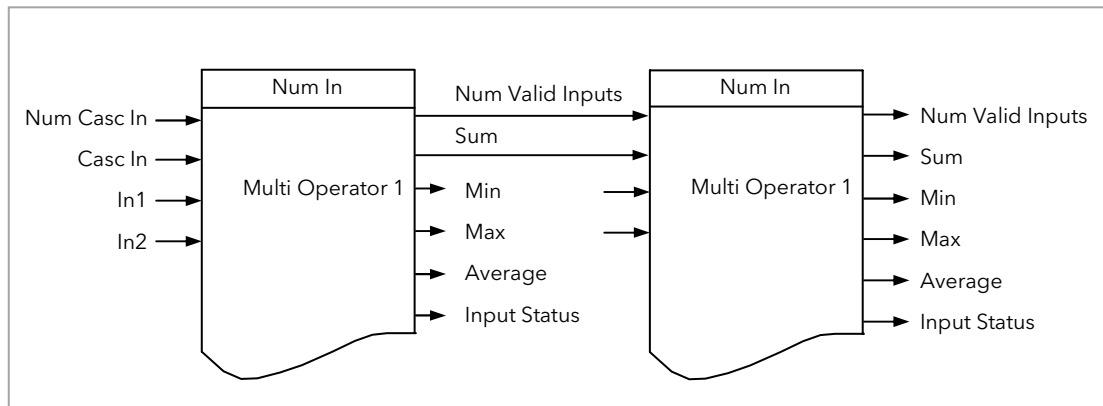 Num In
Num Casc In
Casc In
In1
In2
Multi Operator 1
Num Valid Inputs
Sum
Min
Max
Average
Input Status
Num In
Multi Operator 1
Num Valid Inputs
Sum
Min
Max
Average
Input Status